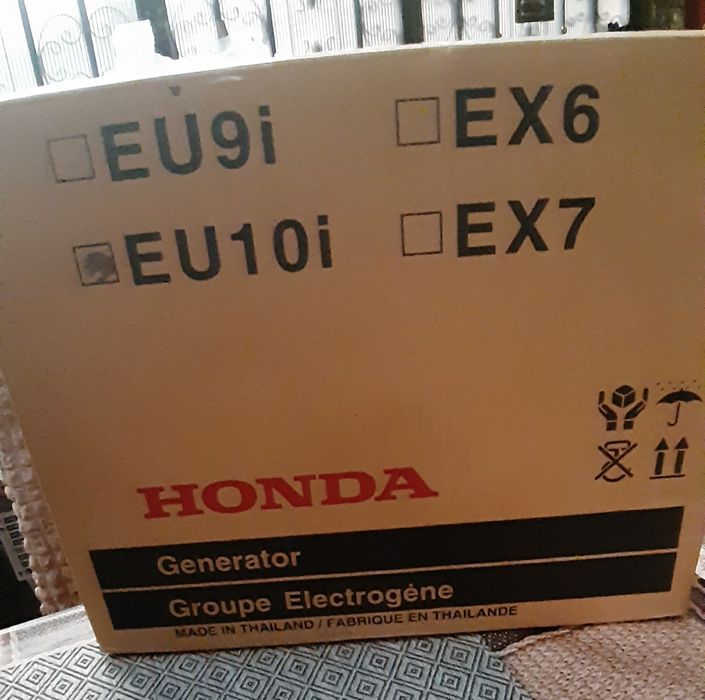 EU9i
EX6
EU10i
EX7
HONDA
Generator
Groupe Electrogène
MADE IN THAILAND / FABRIQUE EN THAILANDE